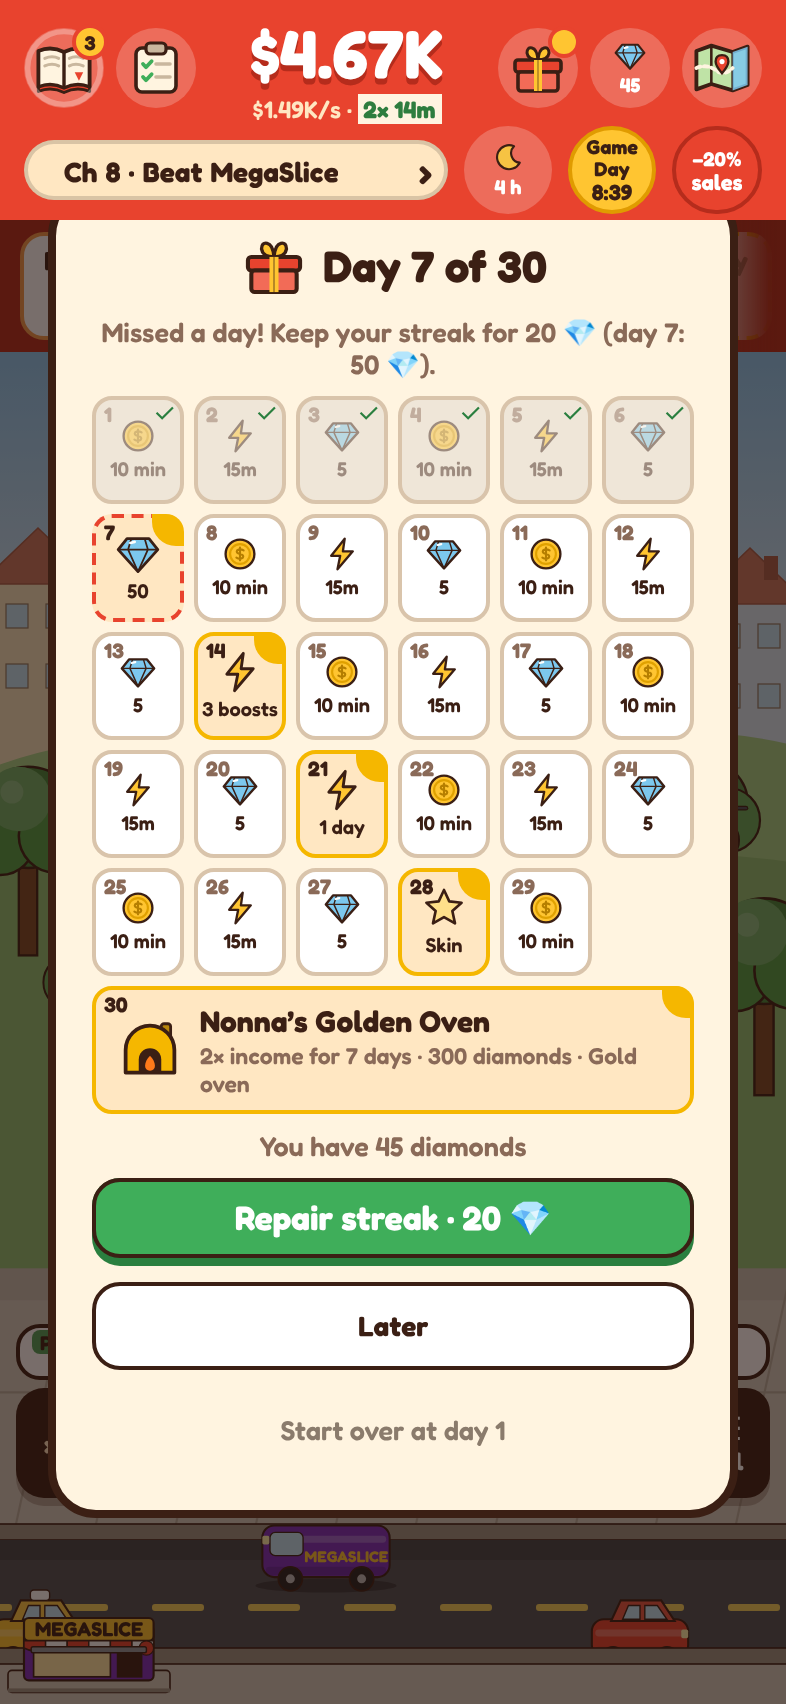 3
$4.67K
$1.49K/s · 2x 14m
45
Ch 8 · Beat MegaSlice
4 h
Game
Day
8:39
–20%
sales
Day 7 of 30
Missed a day! Keep your streak for 20 💎 (day 7:
50 💎).
1 2 3 4 5 6
10 min 15m 5 10 min 15m 5
7 8 9 10 11 12
50 10 min 15m 5 10 min 15m
13 14 15 16 17 18
5 3 boosts 10 min 15m 5 10 min
19 20 21 22 23 24
15m 5 1 day 10 min 15m 5
25 26 27 28 29
10 min 15m 5 Skin 10 min
30
Nonna’s Golden Oven
2x income for 7 days · 300 diamonds · Gold
oven
You have 45 diamonds
Repair streak · 20 💎
Later
Start over at day 1
MEGASLICE
MEGASLICE